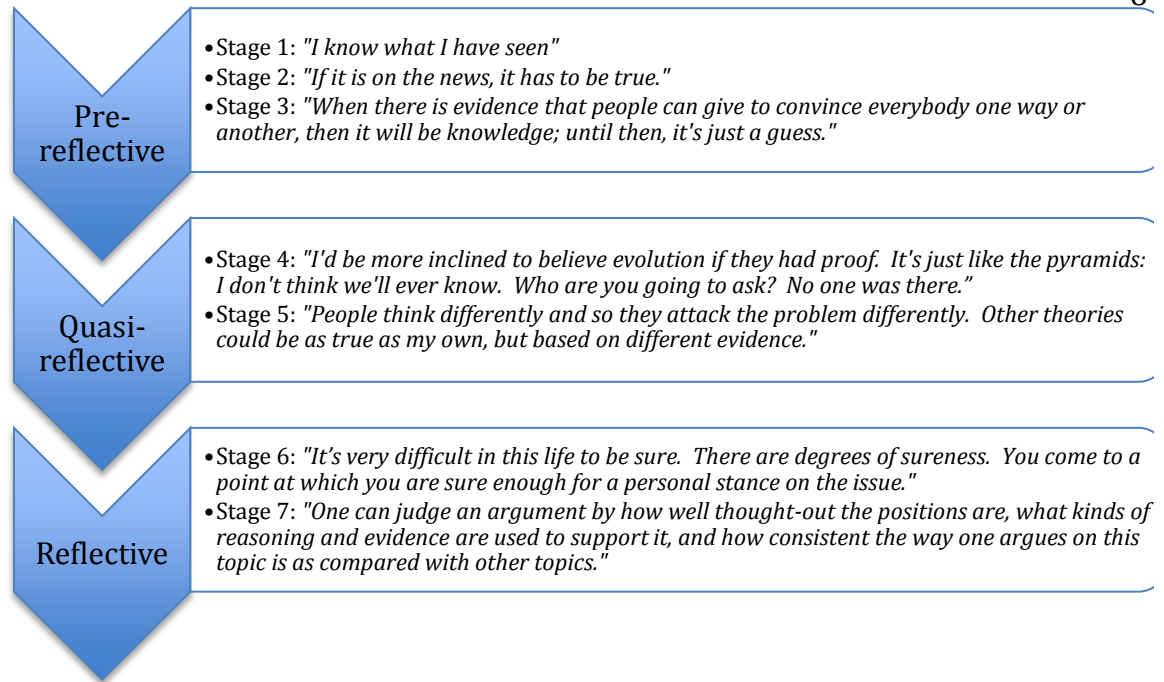 •Stage 1: "I know what I have seen"
•Stage 2: "If it is on the news, it has to be true."
•Stage 3: "When there is evidence that people can give to convince everybody one way or
another, then it will be knowledge; until then, it's just a guess."
Pre-
reflective
•Stage 4: "I'd be more inclined to believe evolution if they had proof.  It's just like the pyramids:
I don't think we'll ever know.  Who are you going to ask?  No one was there.”
•Stage 5: "People think differently and so they attack the problem differently.  Other theories
could be as true as my own, but based on different evidence."
Quasi-
reflective
•Stage 6: "It’s very difficult in this life to be sure.  There are degrees of sureness.  You come to a
point at which you are sure enough for a personal stance on the issue."
•Stage 7: "One can judge an argument by how well thought-out the positions are, what kinds of
reasoning and evidence are used to support it, and how consistent the way one argues on this
topic is as compared with other topics."
Reflective